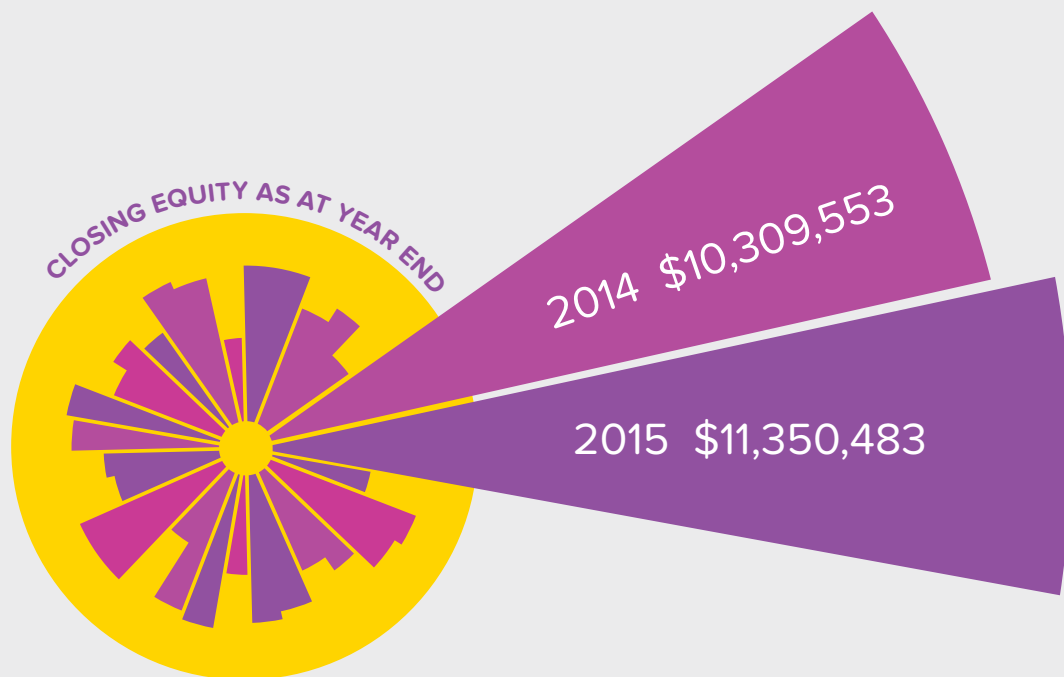 CLOSING EQUITY AS AT YEAR END
2014 $10,309,553
2015 $11,350,483